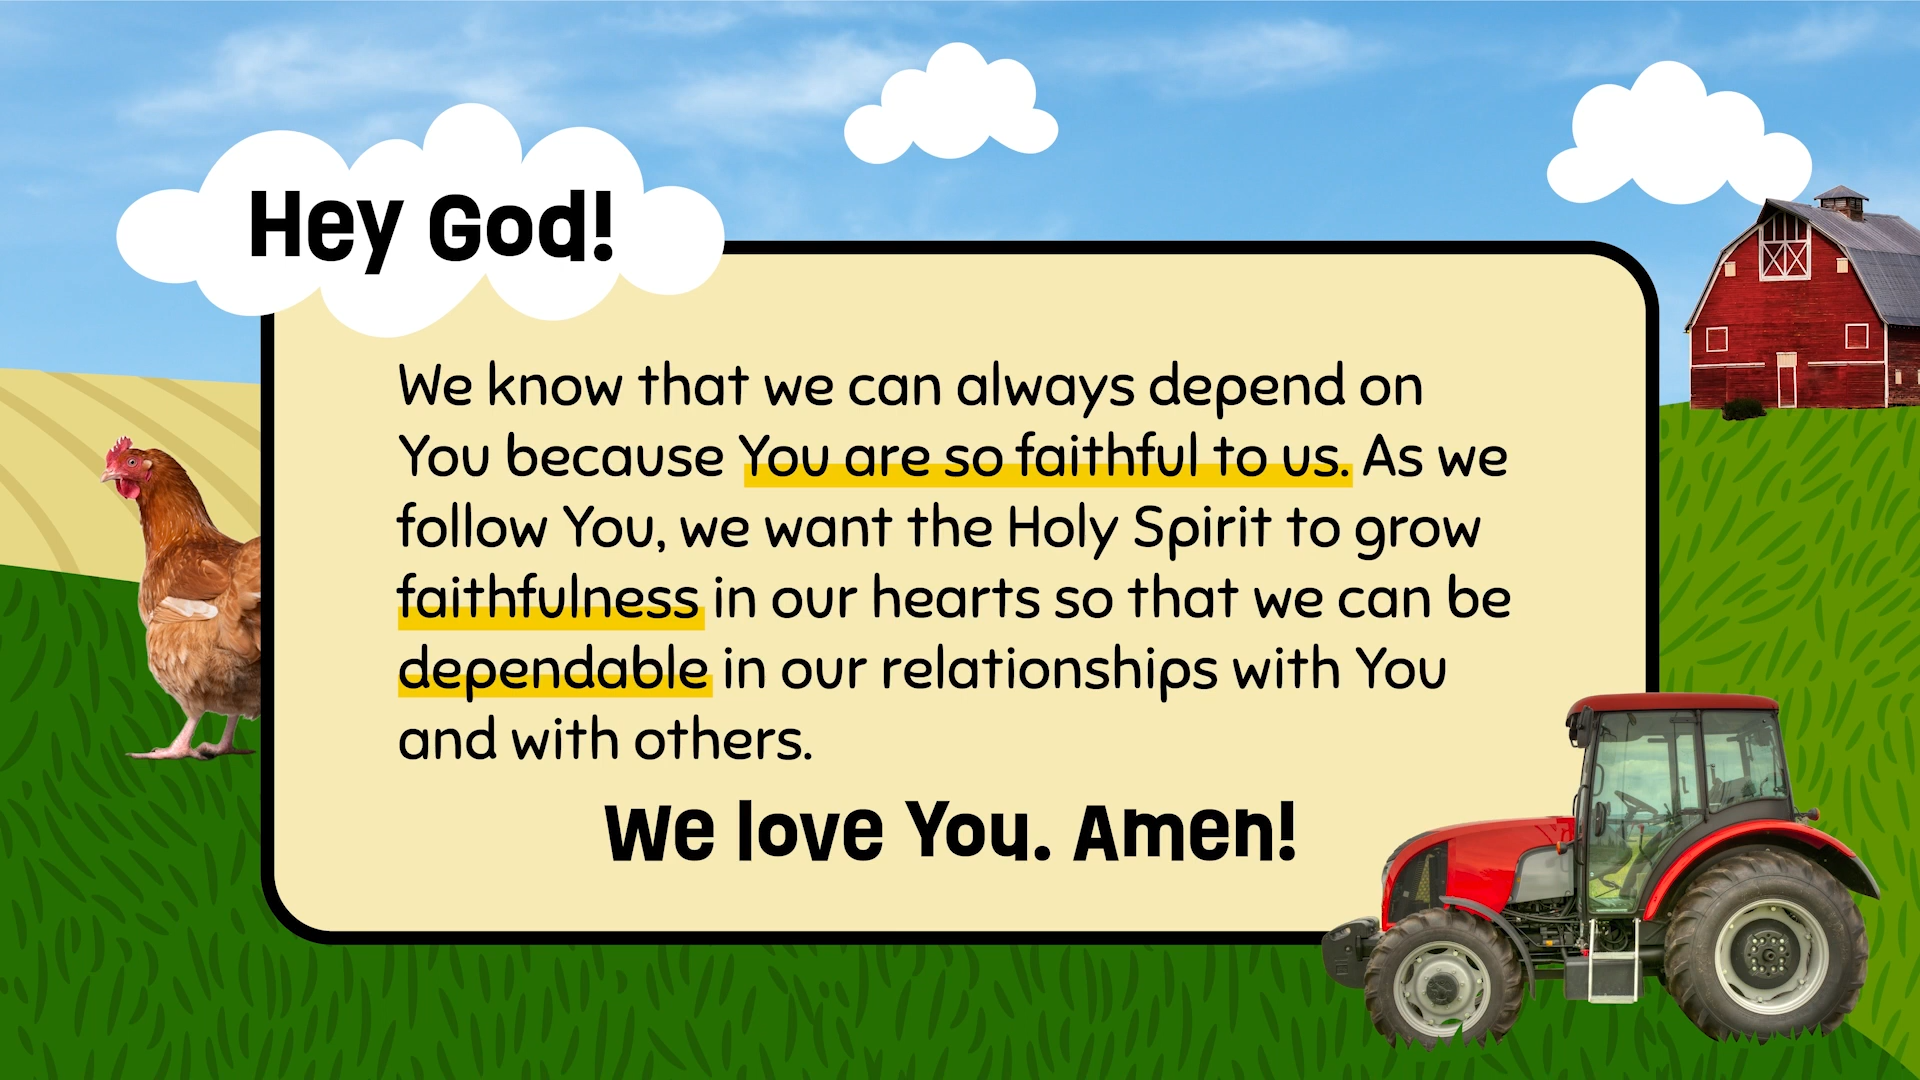 Hey God!
We know that we can always depend on
You because You are so faithful to us. As we
follow You, we want the Holy Spirit to grow
faithfulness in our hearts so that we can be
dependable in our relationships with You
and with others.
We love You. Amen!